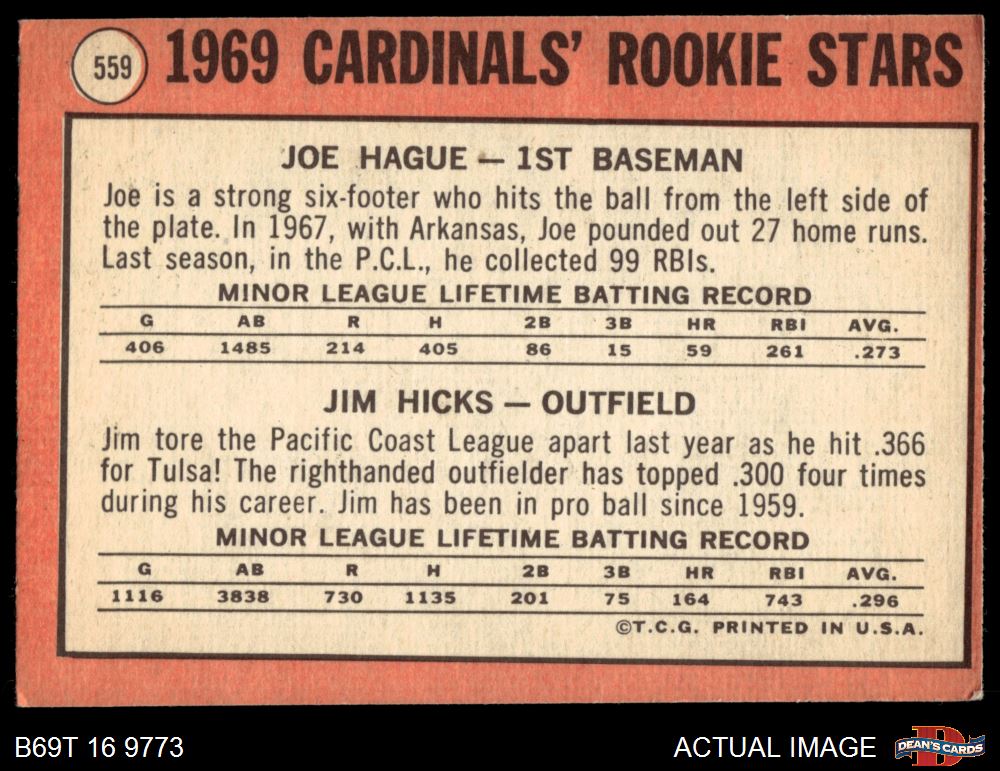 559 1969 CARDINALS' ROOKIE STARS
JOE HAGUE — 1ST BASEMAN
Joe is a strong six-footer who hits the ball from the left side of
the plate. In 1967, with Arkansas, Joe pounded out 27 home runs.
Last season, in the P.C.L., he collected 99 RBIs.
MINOR LEAGUE LIFETIME BATTING RECORD
G AB R H 2B 3B HR RBI AVG.
406 1485 214 405 86 15 59 261 .273
JIM HICKS — OUTFIELD
Jim tore the Pacific Coast League apart last year as he hit .366
for Tulsa! The righthanded outfielder has topped .300 four times
during his career. Jim has been in pro ball since 1959.
MINOR LEAGUE LIFETIME BATTING RECORD
G AB R H 2B 3B HR RBI AVG.
1116 3838 730 1135 201 75 164 743 .296
©T.C.G. PRINTED IN U.S.A.
B69T 16 9773 ACTUAL IMAGE D DEAN'S CARDS